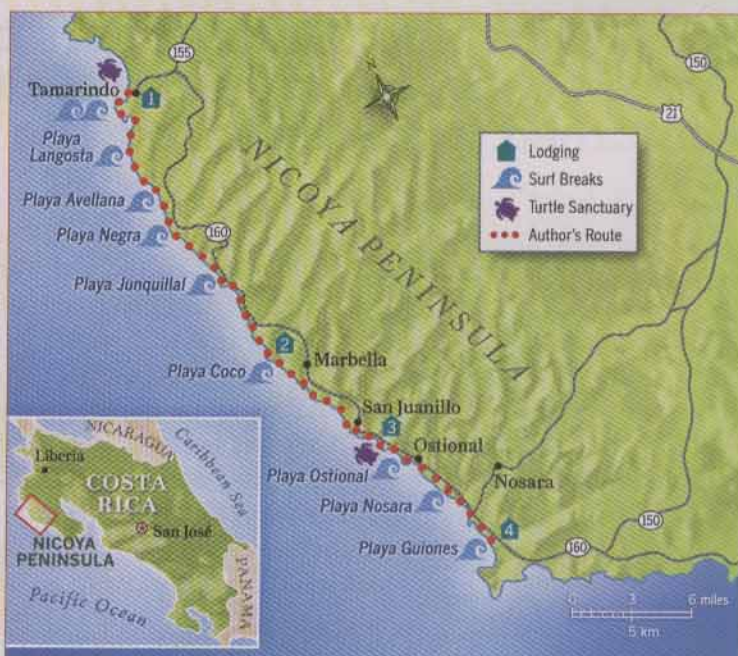 155
150
Tamarindo
1
21
Playa
Langosta
Lodging
Surf Breaks
Turtle Sanctuary
Author's Route
NICOYA PENINSULA
Playa Avellana
Playa Negra
160
Playa Junquillal
2
Marbella
Playa Coco
San Juanillo
3
Ostional
Playa Ostional
Nosara
Playa Nosara
4
150
160
Playa Guiones
0 3 6 miles
5 km
NICARAGUA
Caribbean Sea
Liberia
COSTA
RICA
San José
NICOYA
PENINSULA
PANAMA
Pacific Ocean